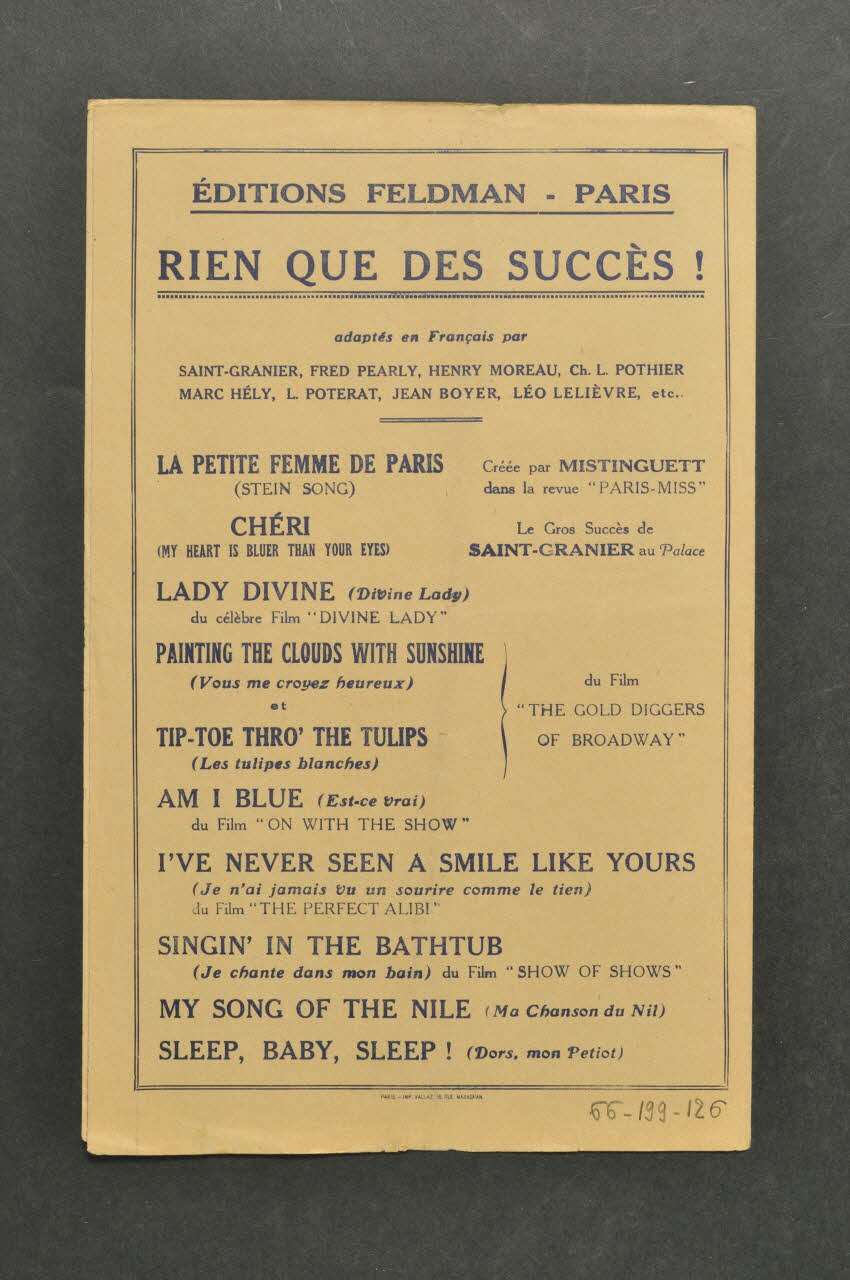 ÉDITIONS FELDMAN - PARIS
RIEN QUE DES SUCCÈS !
adaptés en Français par
SAINT-GRANIER, FRED PEARLY, HENRY MOREAU, Ch. L. POTHIER
MARC HÉLY, L. POTERAT, JEAN BOYER, LÉO LELIÈVRE, etc..
LA PETITE FEMME DE PARIS
(STEIN SONG)
Créée par MISTINGUETT
dans la revue "PARIS-MISS"
CHÉRI
(MY HEART IS BLUER THAN YOUR EYES)
Le Gros Succès de
SAINT-GRANIER au Palace
LADY DIVINE (Divine Lady)
du célèbre Film "DIVINE LADY"
PAINTING THE CLOUDS WITH SUNSHINE
(Vous me croyez heureux)
et
TIP-TOE THRO' THE TULIPS
(Les tulipes blanches)
du Film
"THE GOLD DIGGERS
OF BROADWAY"
AM I BLUE (Est-ce vrai)
du Film "ON WITH THE SHOW"
I'VE NEVER SEEN A SMILE LIKE YOURS
(Je n'ai jamais vu un sourire comme le tien)
du Film "THE PERFECT ALIBI"
SINGIN' IN THE BATHTUB
(Je chante dans mon bain) du Film "SHOW OF SHOWS"
MY SONG OF THE NILE (Ma Chanson du Nil)
SLEEP, BABY, SLEEP ! (Dors, mon Petiot)
PARIS - IMP. VALLAZ, RUE MAZAGRAN
66-199-126